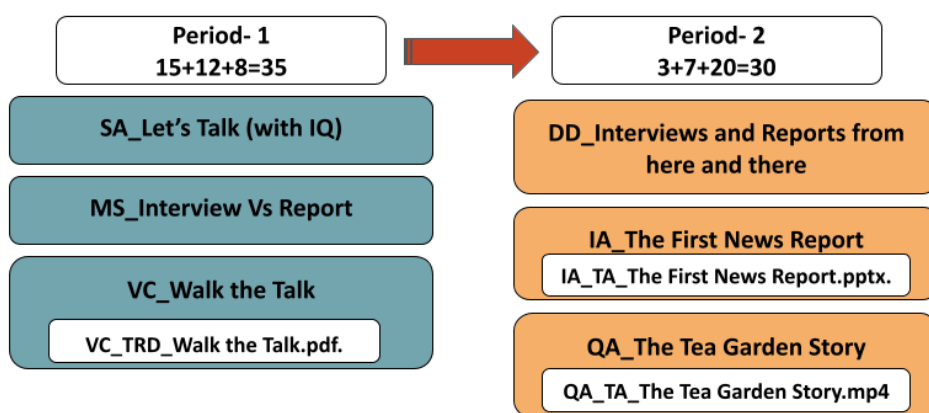 Period- 1
15+12+8=35
SA_Let's Talk (with IQ)
MS_Interview Vs Report
VC_Walk the Talk
VC_TRD_Walk the Talk.pdf.
Period- 2
3+7+20=30
DD_Interviews and Reports from
here and there
IA_The First News Report
IA_TA_The First News Report.pptx.
QA_The Tea Garden Story
QA_TA_The Tea Garden Story.mp4